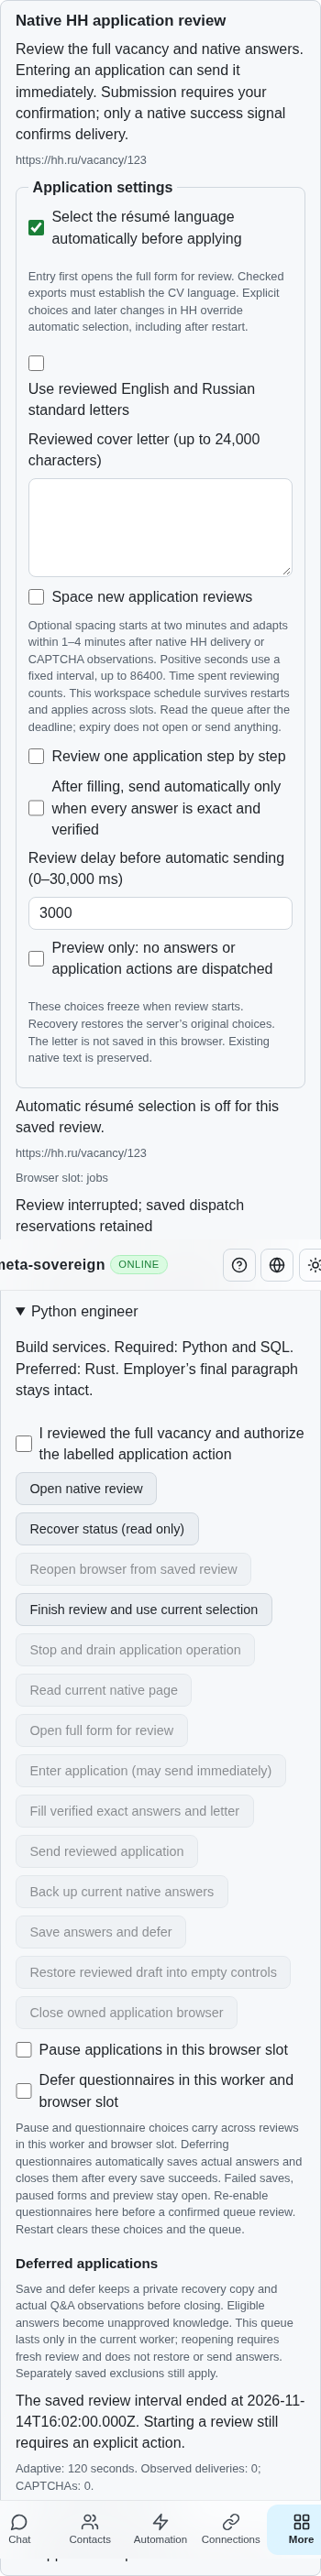 Native HH application review
Review the full vacancy and native answers.
Entering an application can send it
immediately. Submission requires your
confirmation; only a native success signal
confirms delivery.
https://hh.ru/vacancy/123
Application settings
Select the résumé language
automatically before applying
Entry first opens the full form for review. Checked
exports must establish the CV language. Explicit
choices and later changes in HH override
automatic selection, including after restart.
Use reviewed English and Russian
standard letters
Reviewed cover letter (up to 24,000
characters)
Space new application reviews
Optional spacing starts at two minutes and adapts
within 1–4 minutes after native HH delivery or
CAPTCHA observations. Positive seconds use a
fixed interval, up to 86400. Time spent reviewing
counts. This workspace schedule survives restarts
and applies across slots. Read the queue after the
deadline; expiry does not open or send anything.
Review one application step by step
After filling, send automatically only
when every answer is exact and
verified
Review delay before automatic sending
(0–30,000 ms)
3000
Preview only: no answers or
application actions are dispatched
These choices freeze when review starts.
Recovery restores the server's original choices.
The letter is not saved in this browser. Existing
native text is preserved.
Automatic résumé selection is off for this
saved review.
https://hh.ru/vacancy/123
Browser slot: jobs
Review interrupted; saved dispatch
reservations retained
meta-sovereign ONLINE
Python engineer
Build services. Required: Python and SQL.
Preferred: Rust. Employer's final paragraph
stays intact.
I reviewed the full vacancy and authorize
the labelled application action
Open native review
Recover status (read only)
Reopen browser from saved review
Finish review and use current selection
Stop and drain application operation
Read current native page
Open full form for review
Enter application (may send immediately)
Fill verified exact answers and letter
Send reviewed application
Back up current native answers
Save answers and defer
Restore reviewed draft into empty controls
Close owned application browser
Pause applications in this browser slot
Defer questionnaires in this worker and
browser slot
Pause and questionnaire choices carry across reviews
in this worker and browser slot. Deferring
questionnaires automatically saves actual answers and
closes them after every save succeeds. Failed saves,
paused forms and preview stay open. Re-enable
questionnaires here before a confirmed queue review.
Restart clears these choices and the queue.
Deferred applications
Save and defer keeps a private recovery copy and
actual Q&A observations before closing. Eligible
answers become unapproved knowledge. This queue
lasts only in the current worker; reopening requires
fresh review and does not restore or send answers.
Separately saved exclusions still apply.
The saved review interval ended at 2026-11-
14T16:02:00.000Z. Starting a review still
requires an explicit action.
Adaptive: 120 seconds. Observed deliveries: 0;
CAPTCHAs: 0.
Chat
Contacts
Automation
Connections
More